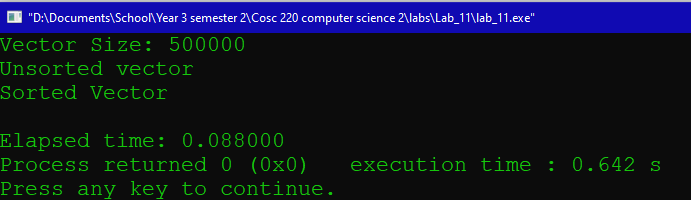 "D:\Documents\School\Year 3 semester 2\Cosc 220 computer science 2\labs\Lab_11\lab_11.exe"
Vector Size: 500000
Unsorted vector
Sorted Vector
Elapsed time: 0.088000
Process returned 0 (0x0)   execution time : 0.642 s
Press any key to continue.